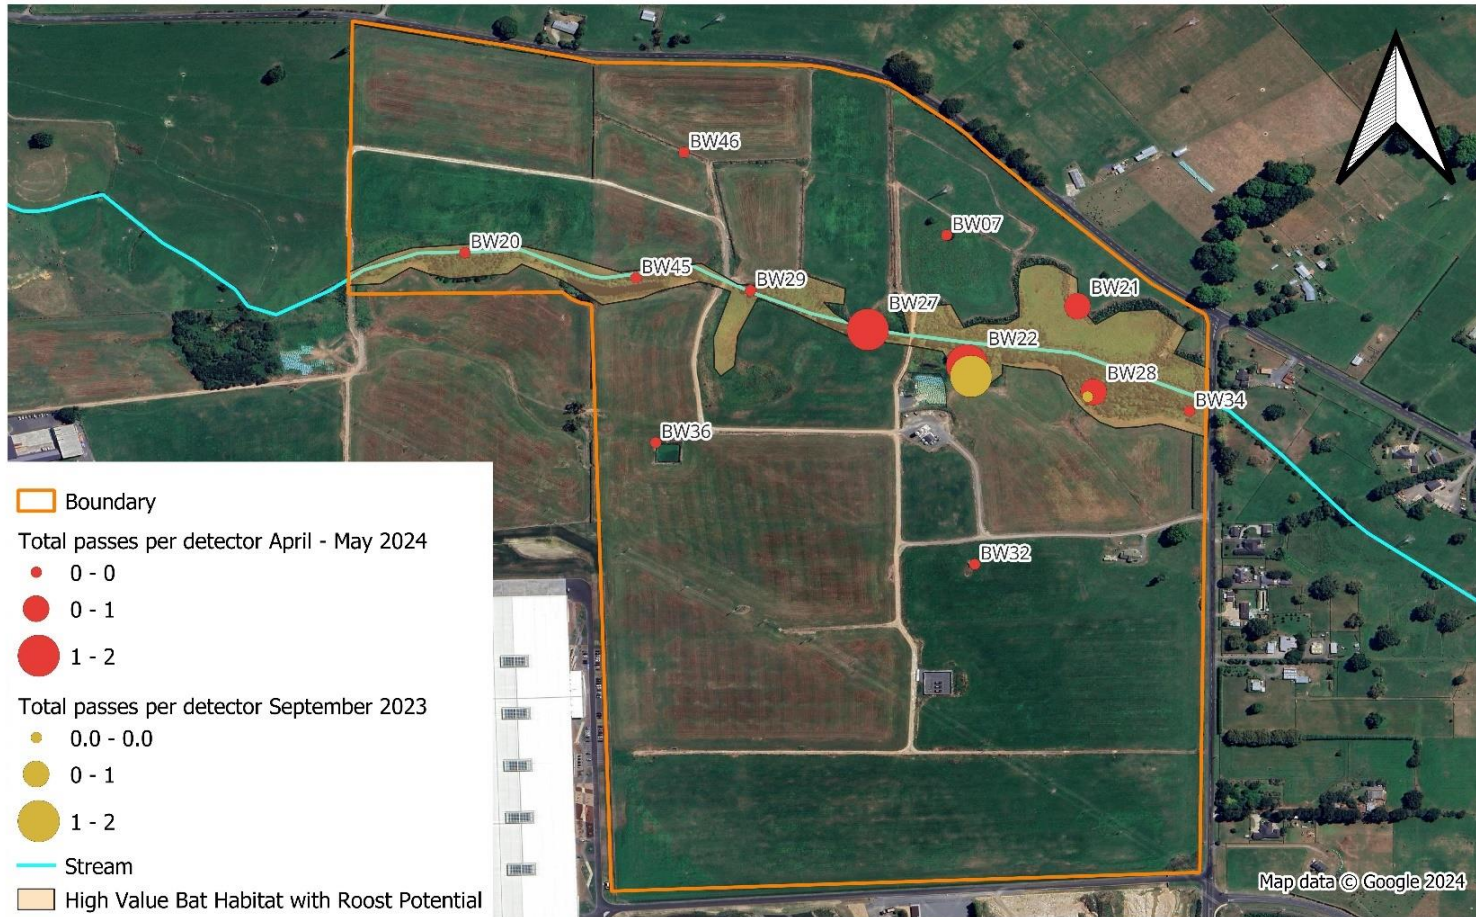 BW46
BW07
BW20
BW45
BW29
BW21
BW27
BW22
BW28
BW34
BW36
BW32
Boundary
Total passes per detector April - May 2024
0 - 0
0 - 1
1 - 2
Total passes per detector September 2023
0.0 - 0.0
0 - 1
1 - 2
Stream
High Value Bat Habitat with Roost Potential
Map data © Google 2024